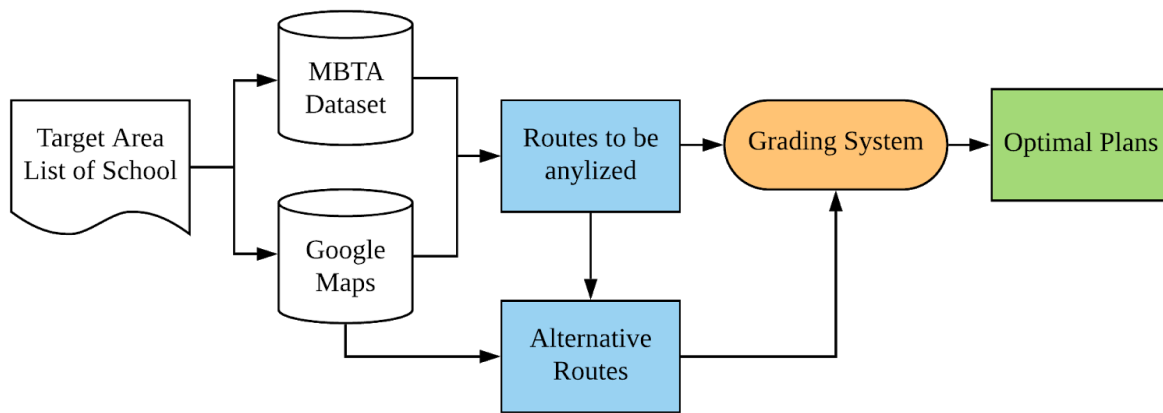 Target Area
List of School
MBTA
Dataset
Google
Maps
Routes to be
anylized
Alternative
Routes
Grading System
Optimal Plans